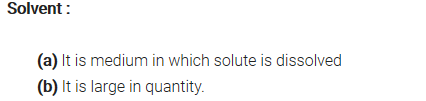 Solvent :
(a) It is medium in which solute is dissolved
(b) It is large in quantity.